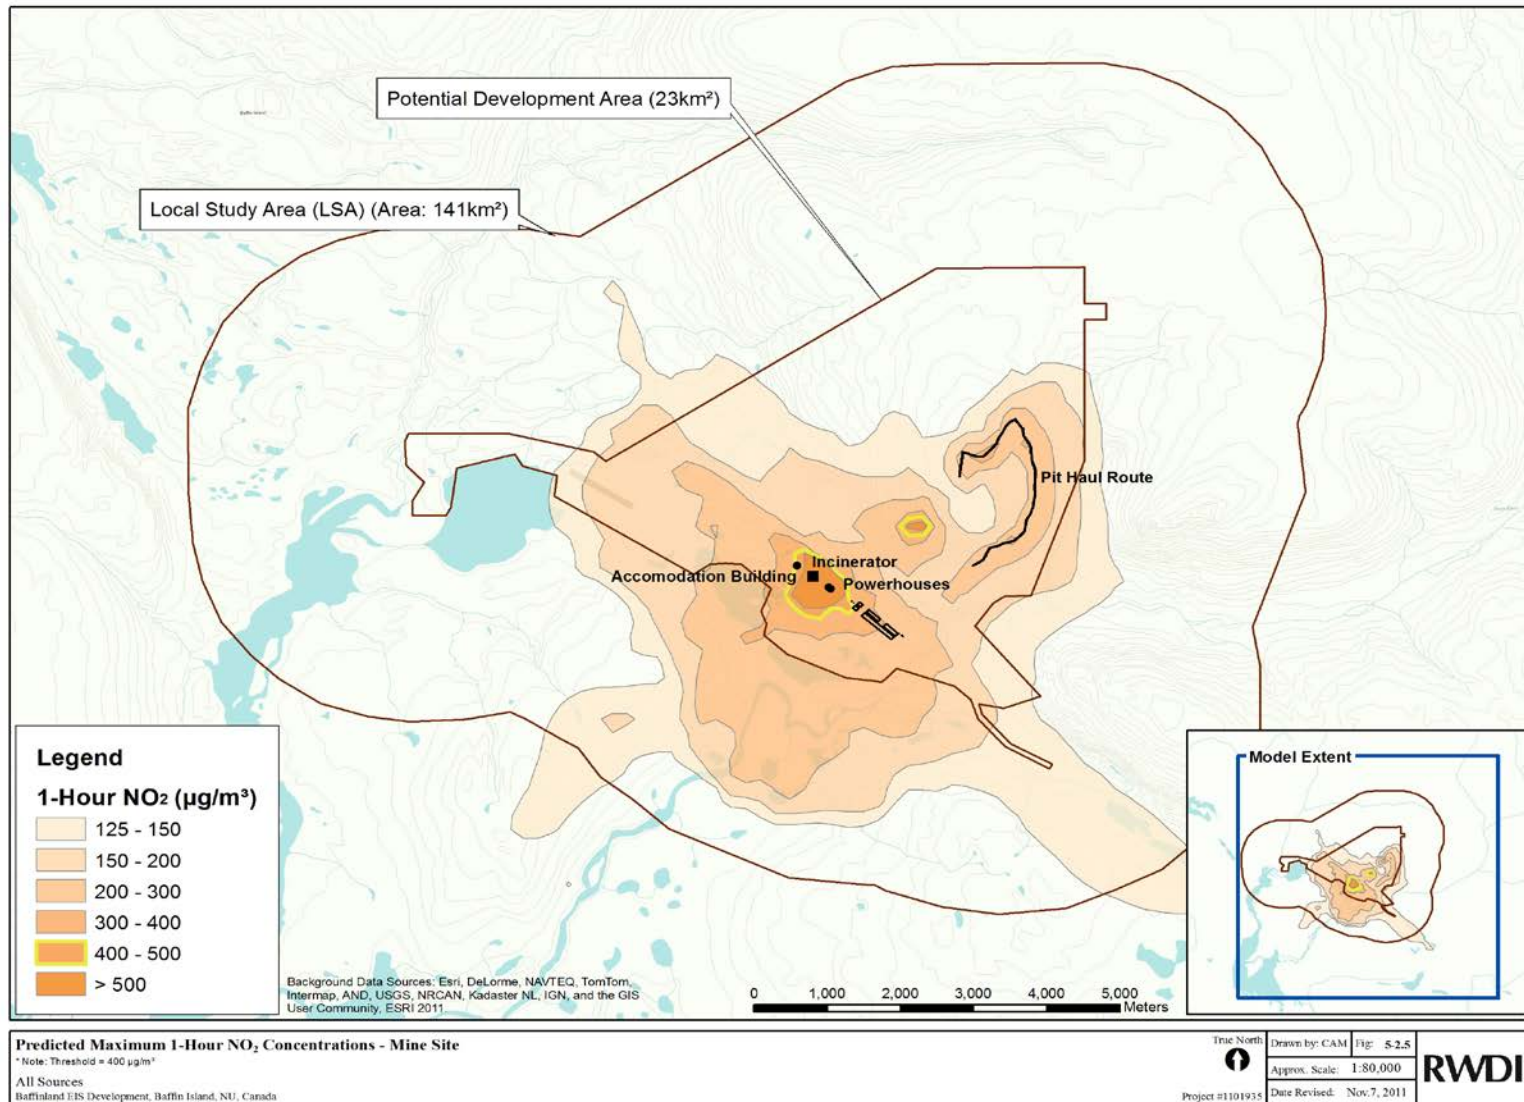 Potential Development Area (23km²)
Local Study Area (LSA) (Area: 141km²)
Pit Haul Route
Incinerator
Accomodation Building
Powerhouses
Legend
1-Hour NO₂ (µg/m³)
125 - 150
150 - 200
200 - 300
300 - 400
400 - 500
> 500
Background Data Sources: Esri, DeLorme, NAVTEQ, TomTom,
Intermap, AND, USGS, NRCAN, Kadaster NL, IGN, and the GIS
User Community, ESRI 2011
0 1,000 2,000 3,000 4,000 5,000
Meters
Model Extent
Predicted Maximum 1-Hour NO₂ Concentrations - Mine Site
* Note: Threshold = 400 µg/m³
All Sources
Baffinland EIS Development, Baffin Island, NU, Canada
True North
Project #1101935
Drawn by: CAM Fig: 5-2.5
Approx. Scale: 1:80,000
Date Revised: Nov.7, 2011
RWDI